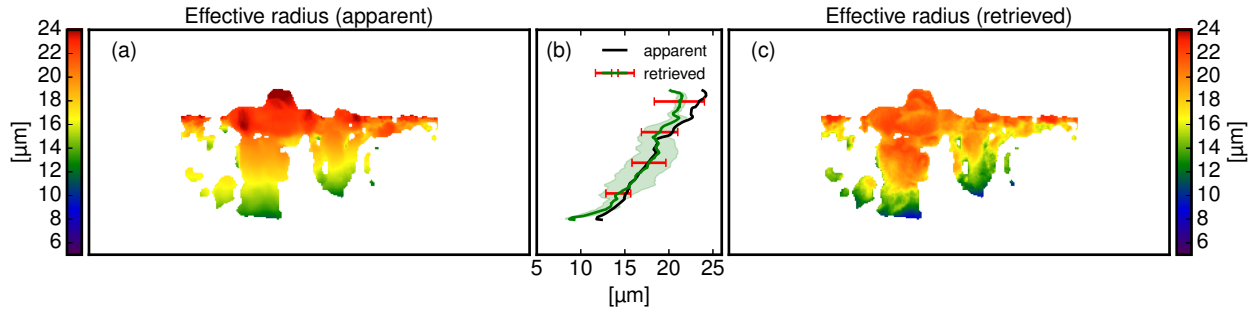 Effective radius (apparent)
Effective radius (retrieved)
24
22
20
18
16
14
12
10
8
6
[µm]
(a)
(b)
apparent
retrieved
5
10
15
20
25
[µm]
(c)
24
22
20
18
16
14
12
10
8
6
[µm]